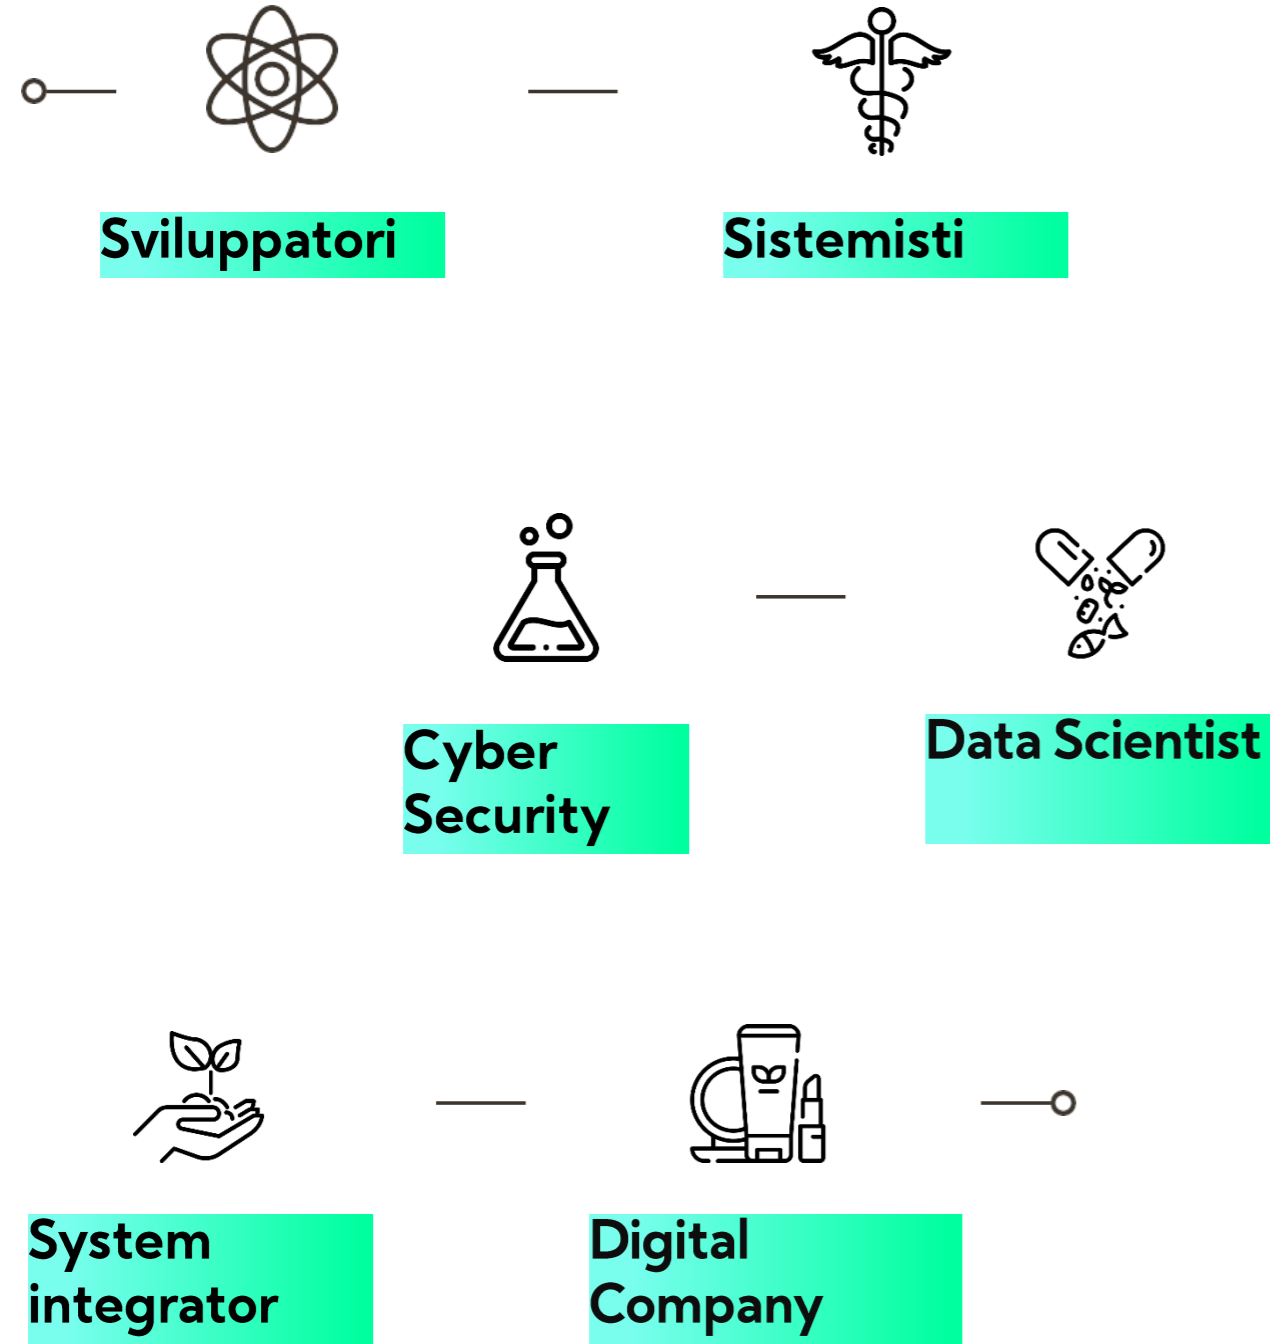 Sviluppatori
Sistemisti
Cyber
Security
Data Scientist
System
integrator
Digital
Company